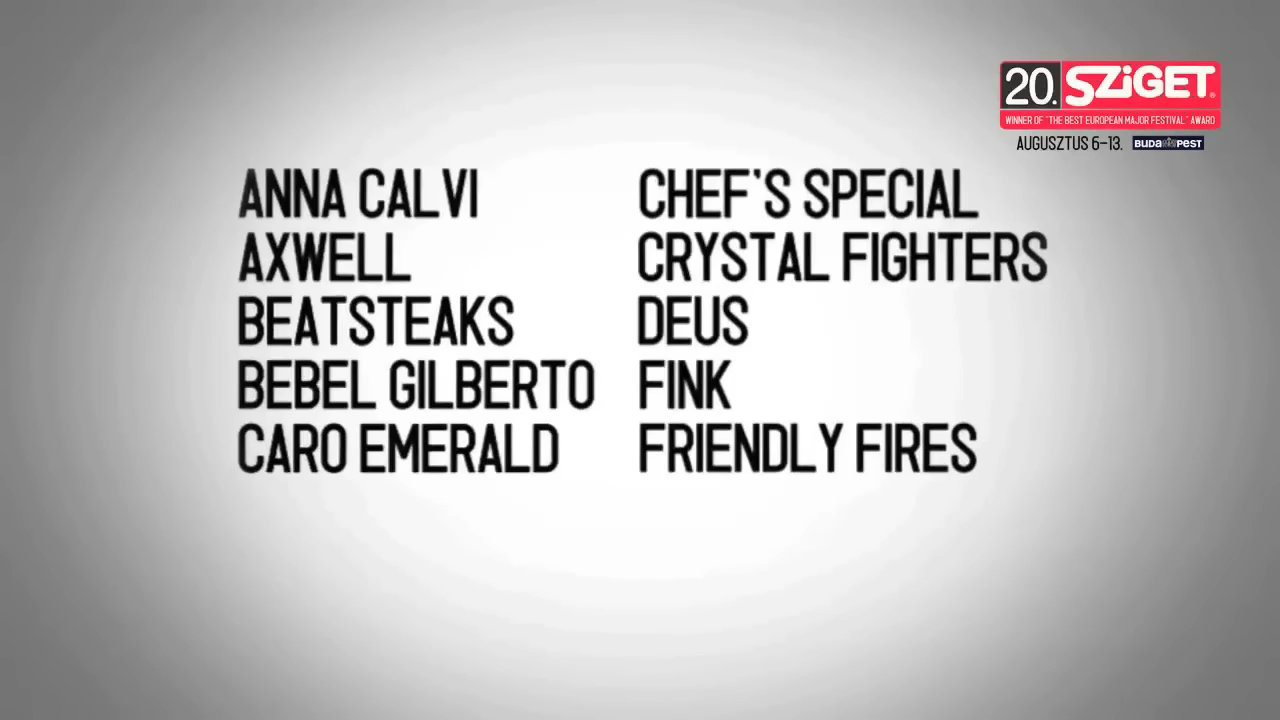 20. SZiGET
WINNER OF "THE BEST EUROPEAN MAJOR FESTIVAL" AWARD
AUGUSZTUS 6-13. BUDAPEST
ANNA CALVI
AXWELL
BEATSTEAKS
BEBEL GILBERTO
CARO EMERALD
CHEF'S SPECIAL
CRYSTAL FIGHTERS
DEUS
FINK
FRIENDLY FIRES